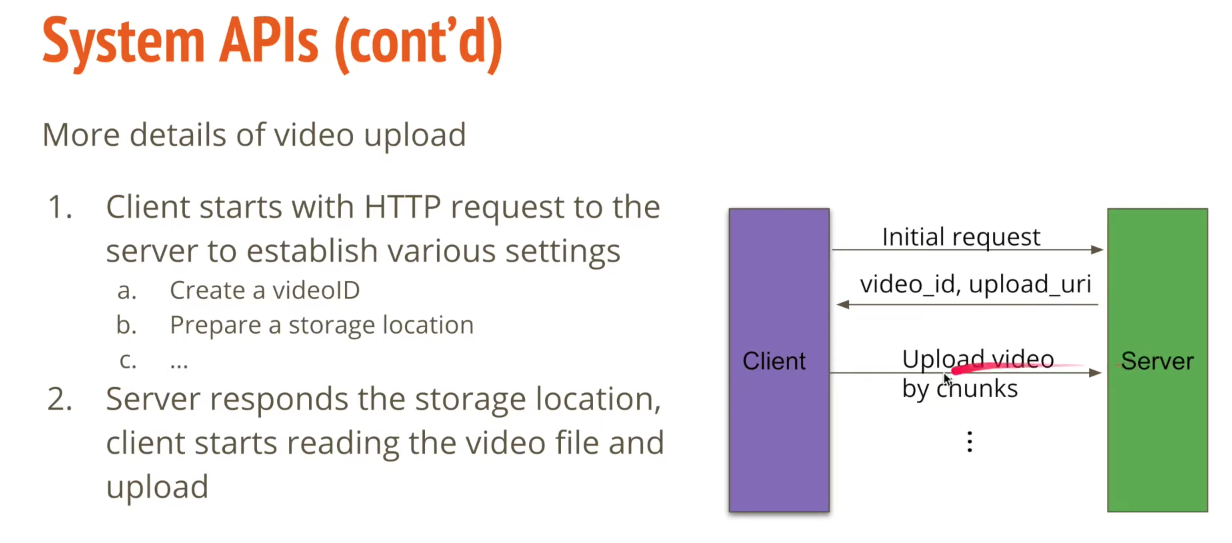 System APIs (cont’d)
More details of video upload
1. Client starts with HTTP request to the
server to establish various settings
a. Create a videoID
b. Prepare a storage location
c. ...
2. Server responds the storage location,
client starts reading the video file and
upload
Client
Initial request
video_id, upload_uri
Upload video
by chunks
Server